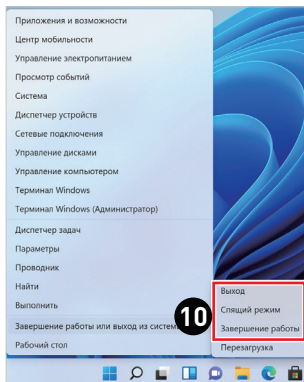 Приложения и возможности
Центр мобильности
Управление электропитанием
Просмотр событий
Система
Диспетчер устройств
Сетевые подключения
Управление дисками
Управление компьютером
Терминал Windows
Терминал Windows (Администратор)
Диспетчер задач
Параметры
Проводник
Найти
Выполнить
Завершение работы или выход из систем
Рабочий стол
10
Выход
Спящий режим
Завершение работы
Перезагрузка